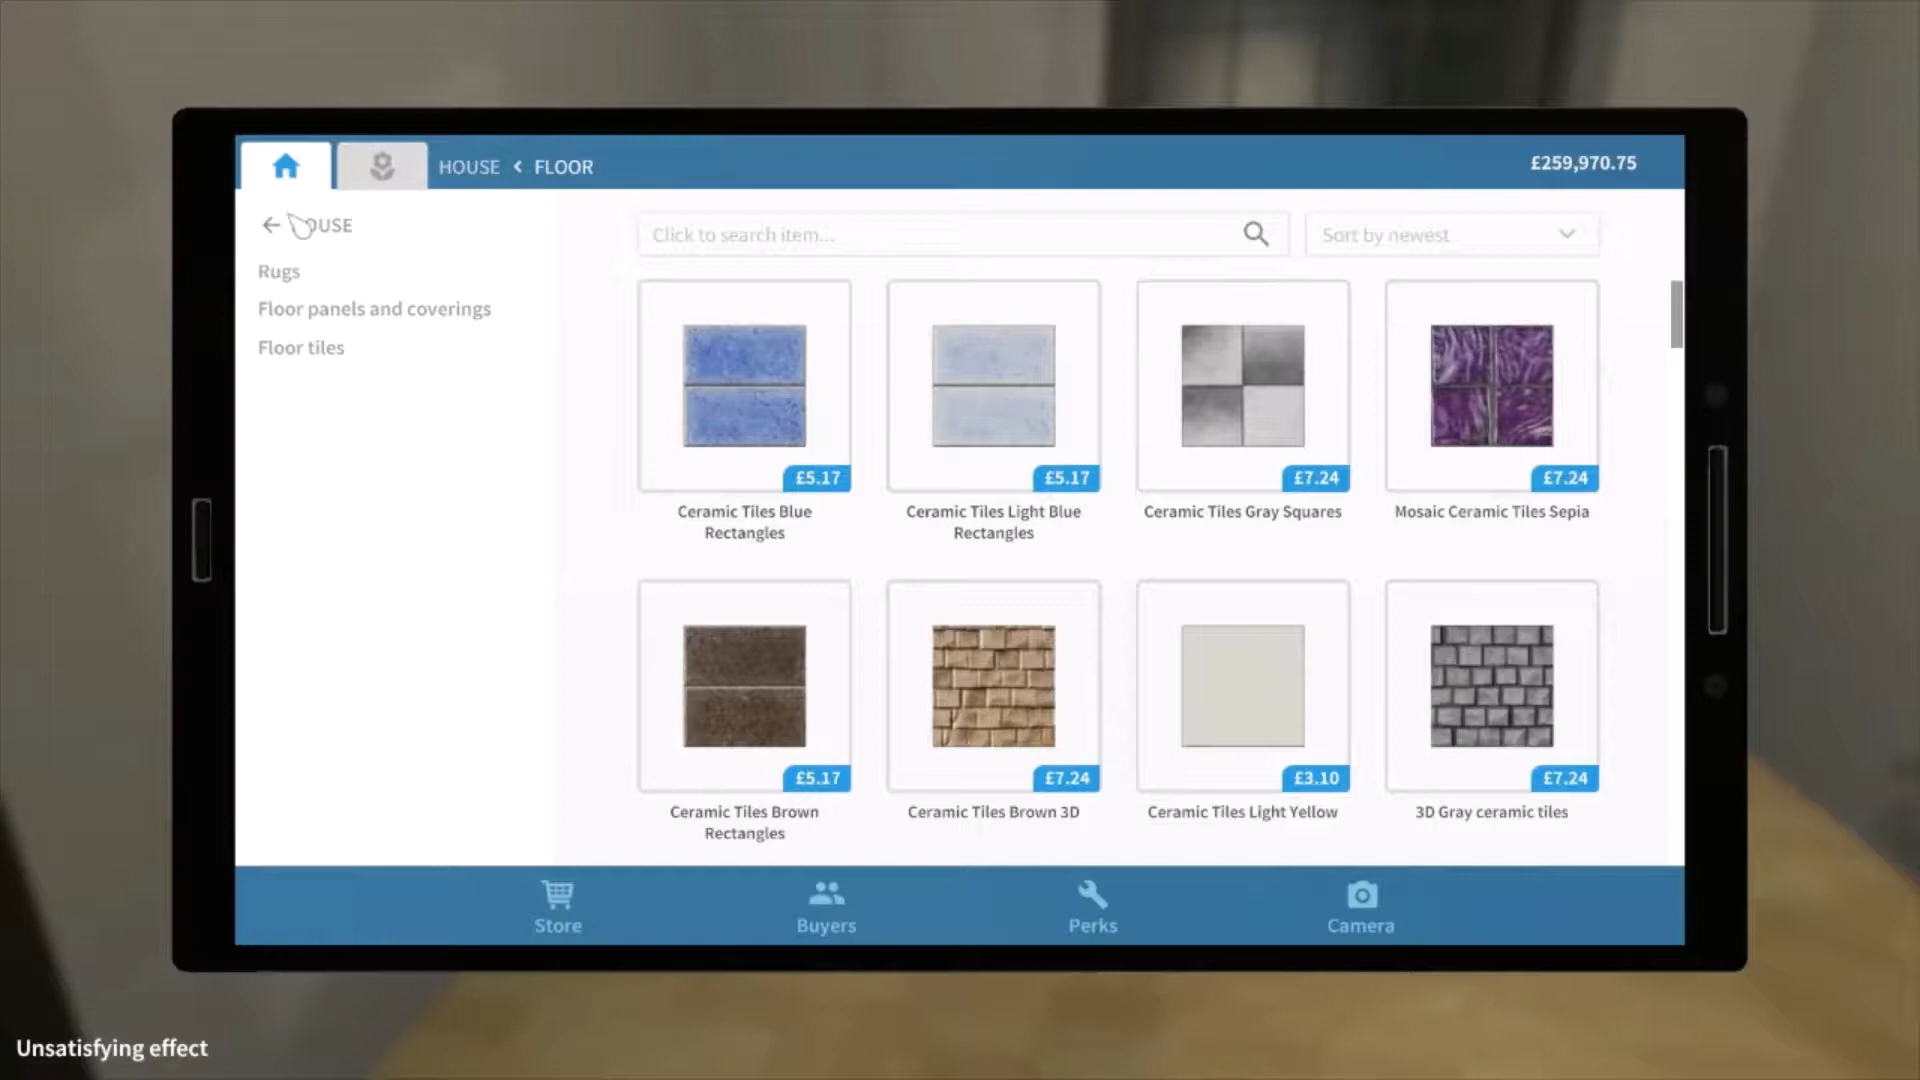 HOUSE < FLOOR
£259,970.75
OUSE
Rugs
Floor panels and coverings
Floor tiles
Click to search item...
Sort by newest
£5.17
£5.17
£7.24
£7.24
Ceramic Tiles Blue
Rectangles
Ceramic Tiles Light Blue
Rectangles
Ceramic Tiles Gray Squares
Mosaic Ceramic Tiles Sepia
£5.17
£7.24
£3.10
£7.24
Ceramic Tiles Brown
Rectangles
Ceramic Tiles Brown 3D
Ceramic Tiles Light Yellow
3D Gray ceramic tiles
Store
Buyers
Perks
Camera
Unsatisfying effect